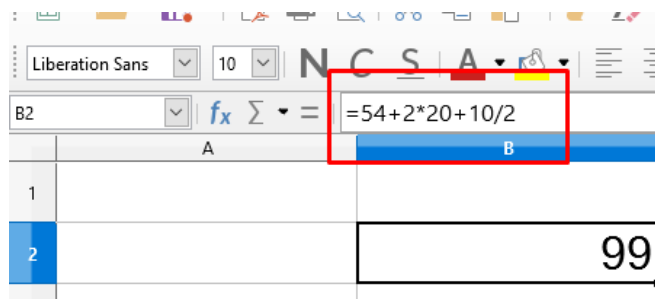 Liberation Sans 10 N C S A
B2 fx Σ = =54+2*20+10/2
A B
1
2 99